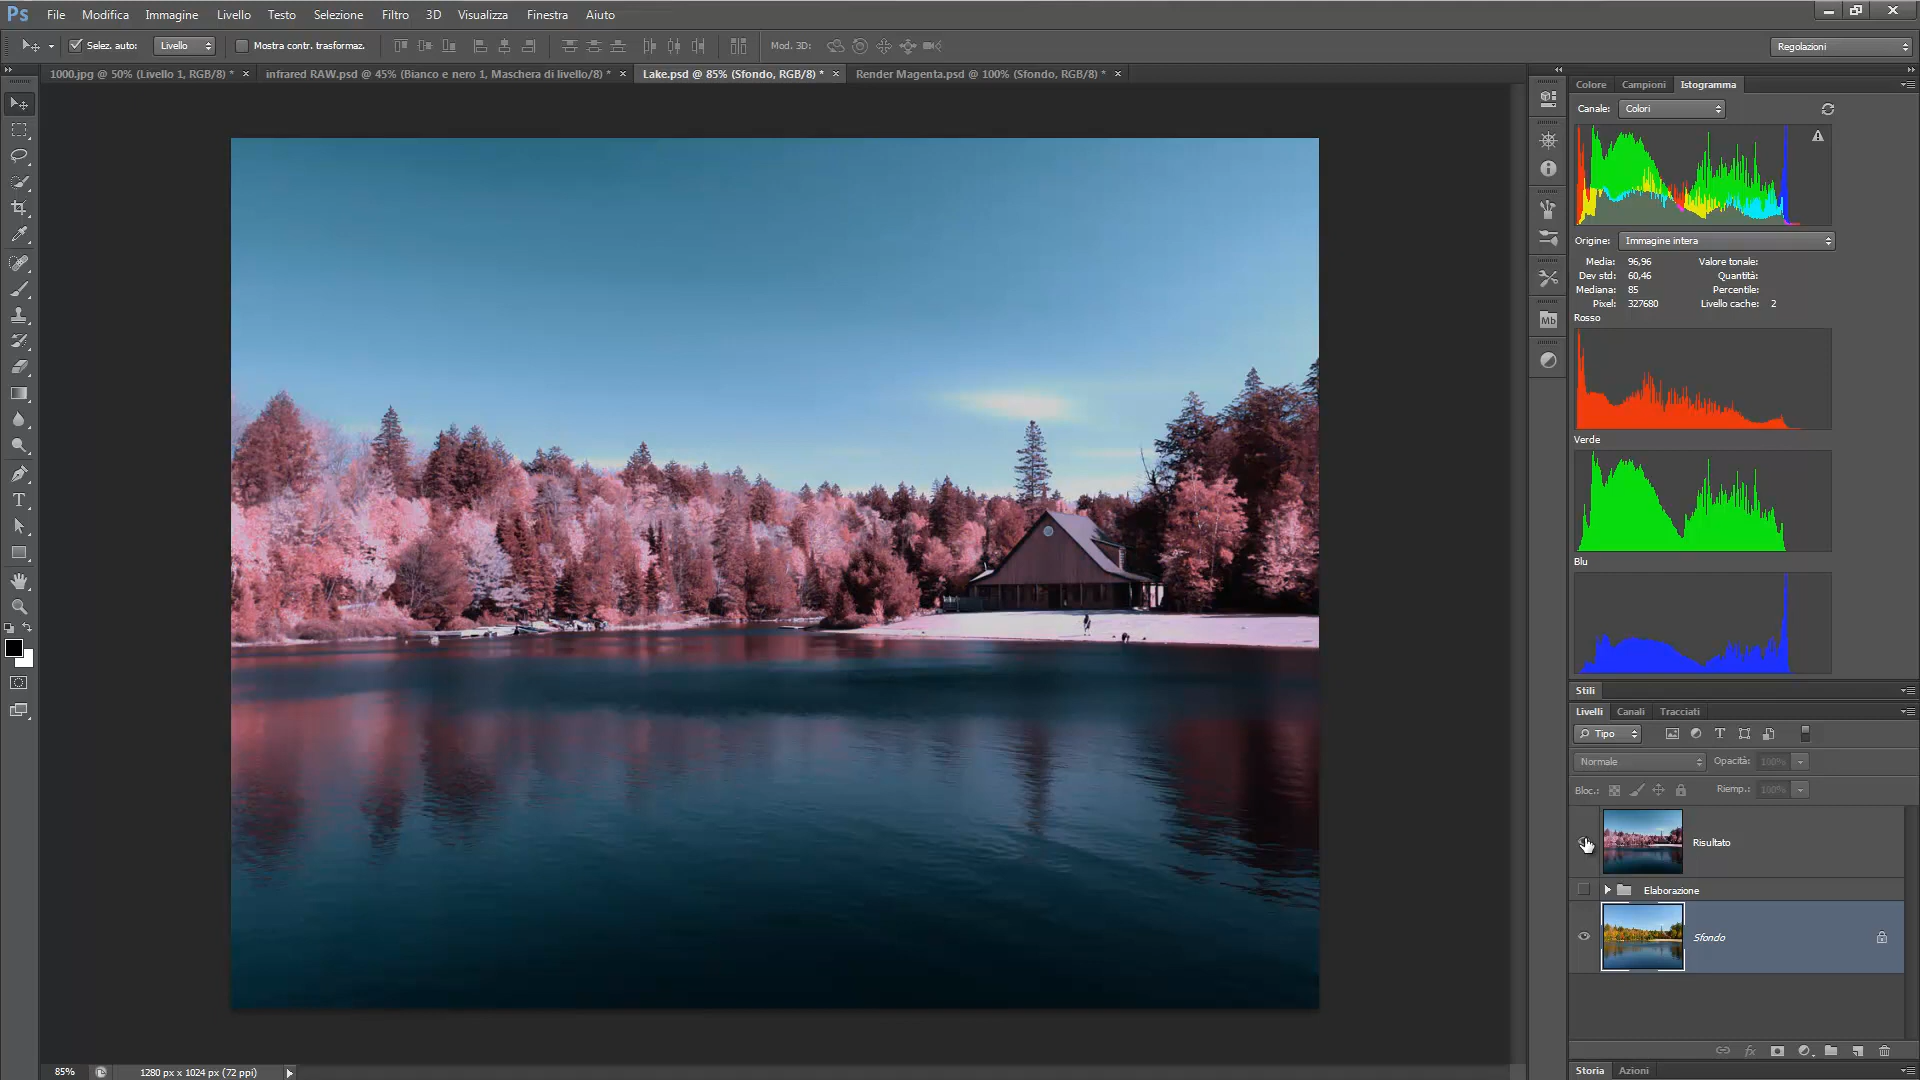 Ps File Modifica Immagine Livello Testo Selezione Filtro 3D Visualizza Finestra Aiuto
Selez. auto: Livello Mostra contr. trasformaz. Mod. 3D: Regolazioni
1000.jpg @ 50% (Livello 1, RGB/8) * × infrared RAW.psd @ 45% (Bianco e nero 1, Maschera di livello/8) * × Lake.psd @ 85% (Sfondo, RGB/8) * × Render Magenta.psd @ 100% (Sfondo, RGB/8) * ×
Colore Campioni Istogramma
Canale: Colori
Origine: Immagine intera
Media: 96,96 Valore tonale:
Dev std: 60,46 Quantità:
Mediana: 85 Percentile:
Pixel: 327680 Livello cache: 2
Rosso
Mb
Verde
Blu
Stili
Livelli Canali Tracciati
Tipo
Normale Opacità: 100%
Bloc.: Riemp.: 100%
Risultato
Elaborazione
Sfondo
fx
Storia Azioni
85% 1280 px x 1024 px (72 ppi)